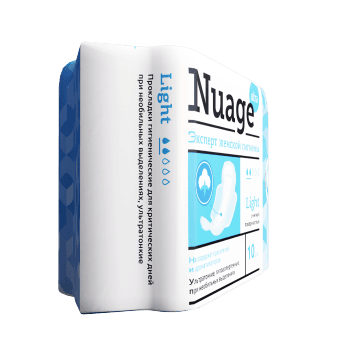 Light
Прокладки гигиенические для критических дней
при необильных выделениях, ультратонкие
Nuage
Эксперт женской гигиены
Light
10
Ультратонкие,
при необильных выделениях